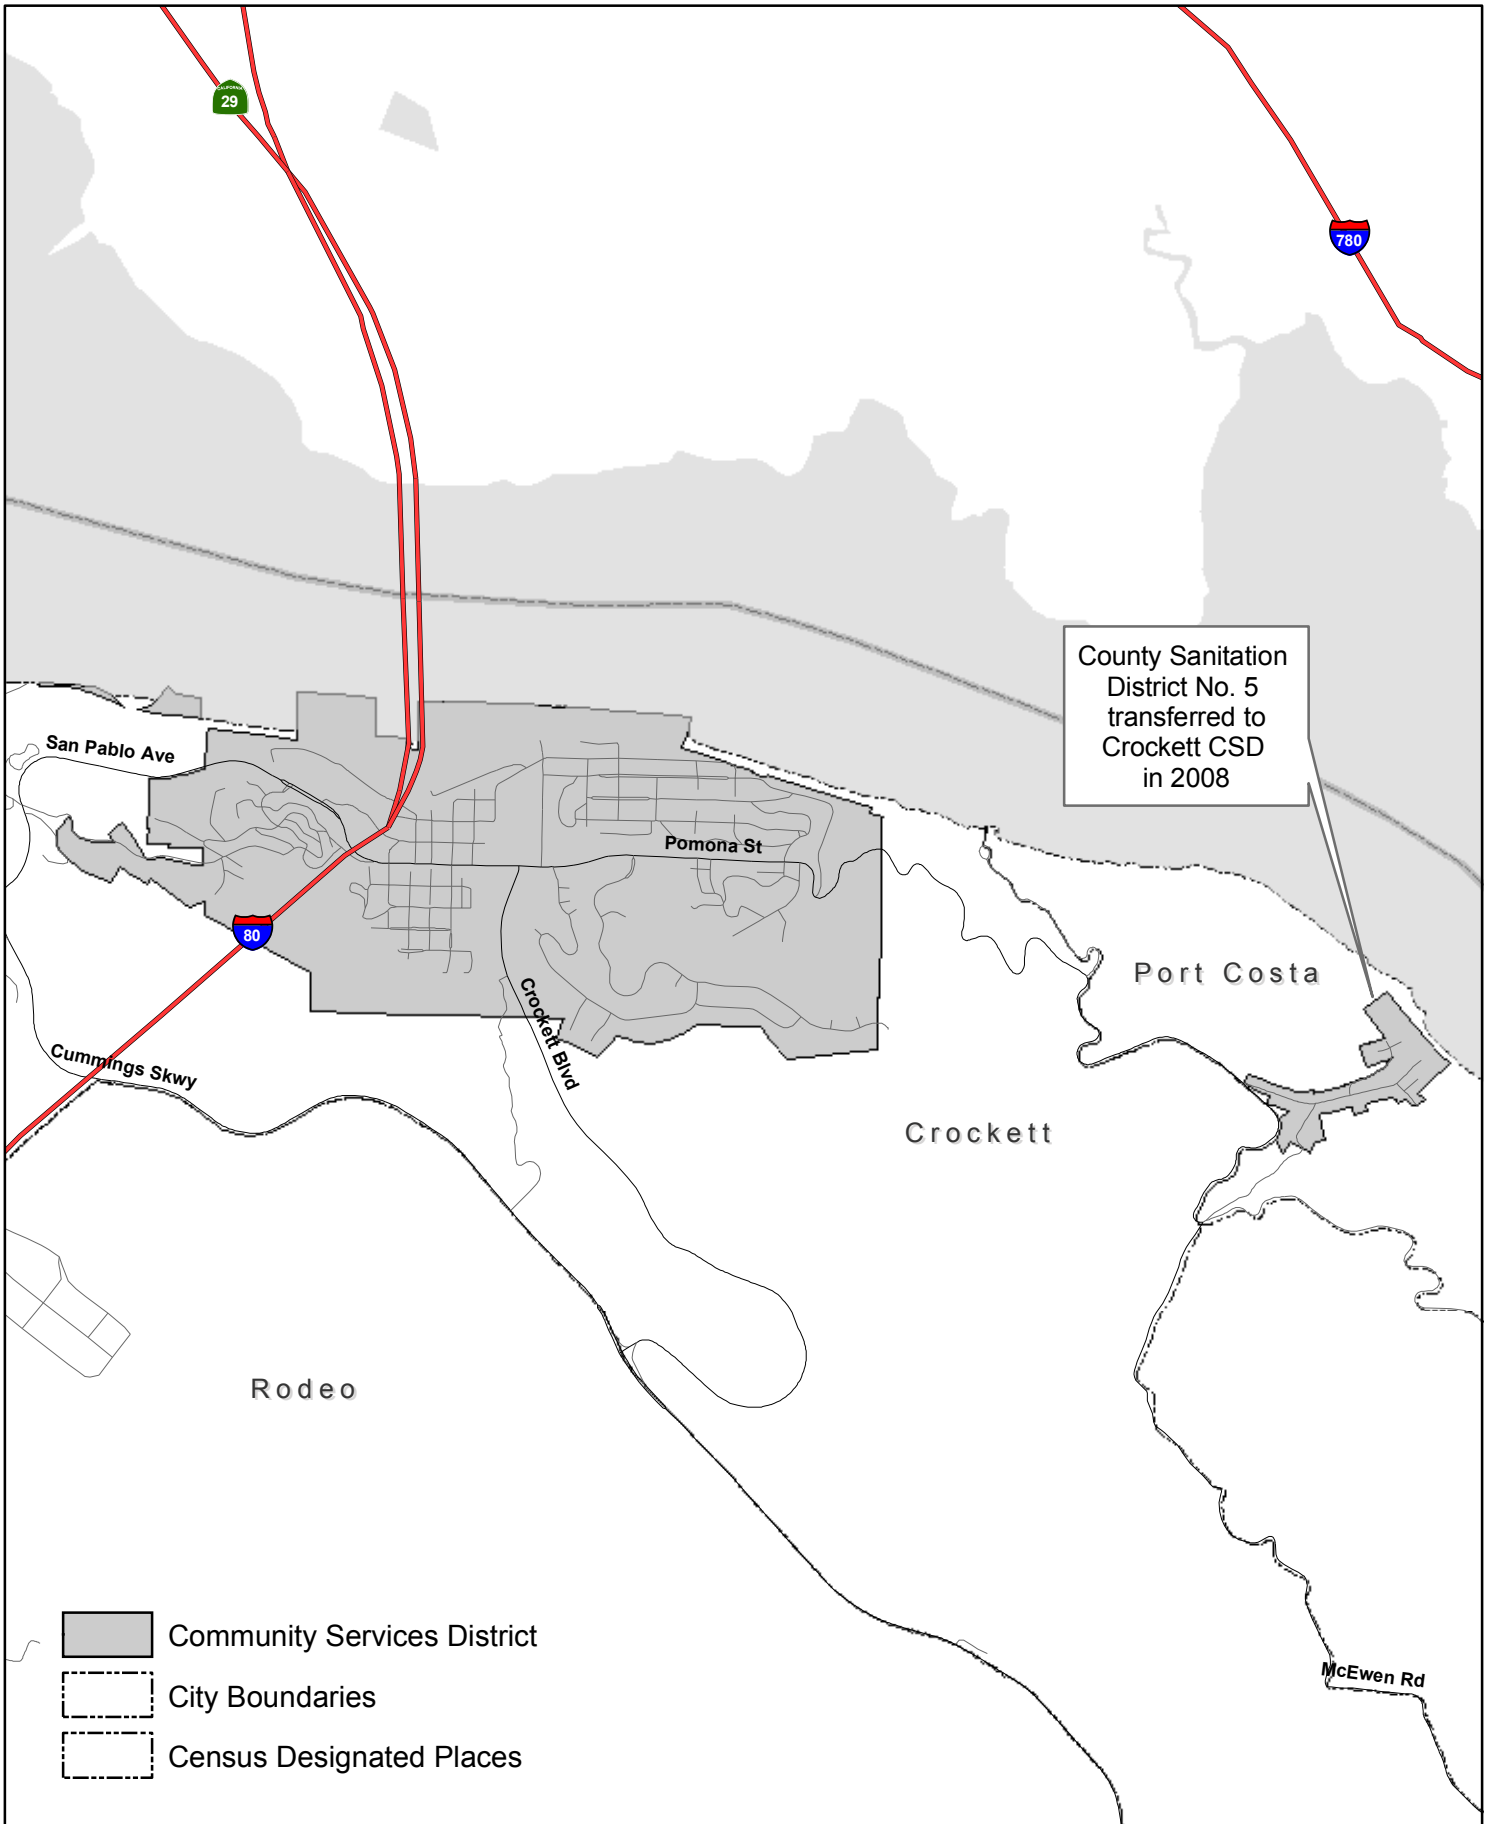 CALIFORNIA
29
780
County Sanitation
District No. 5
transferred to
Crockett CSD
in 2008
San Pablo Ave
Pomona St
80
Port Costa
Crockett Blvd
Cummings Skwy
Crockett
Rodeo
Community Services District
City Boundaries
McEwen Rd
Census Designated Places